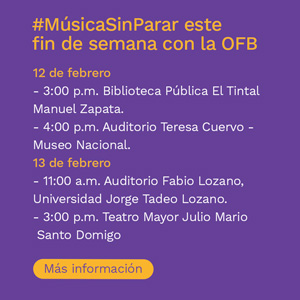 #MúsicaSinParar este
fin de semana con la OFB
12 de febrero
- 3:00 p.m. Biblioteca Pública El Tintal
Manuel Zapata.
- 4:00 p.m. Auditorio Teresa Cuervo -
Museo Nacional.
13 de febrero
- 11:00 a.m. Auditorio Fabio Lozano,
Universidad Jorge Tadeo Lozano.
- 3:00 p.m. Teatro Mayor Julio Mario
Santo Domigo
Más información